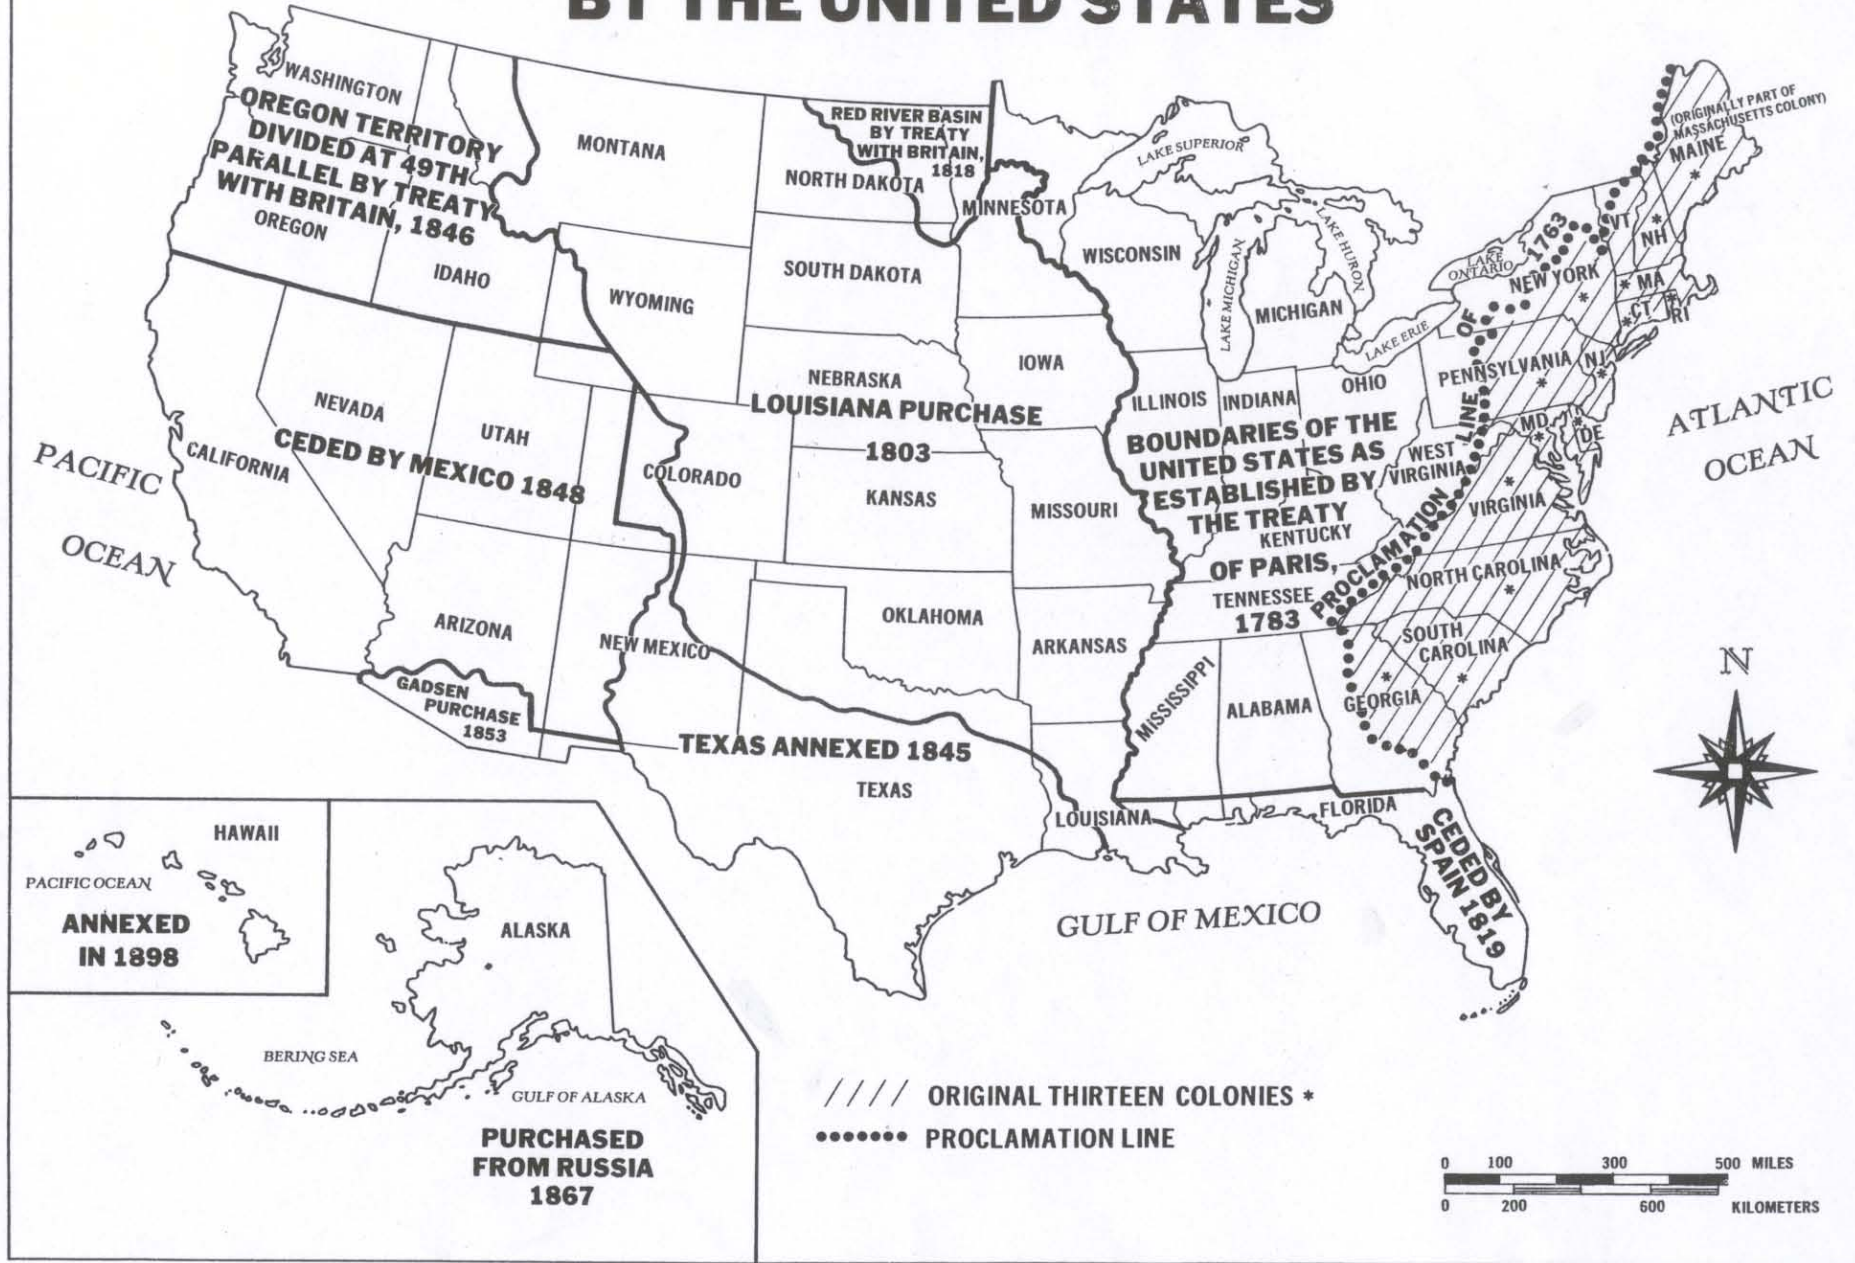 BY THE UNITED STATES
WASHINGTON
OREGON TERRITORY
DIVIDED AT 49TH
PARALLEL BY TREATY
WITH BRITAIN, 1846
OREGON
IDAHO
MONTANA
WYOMING
RED RIVER BASIN
BY TREATY
WITH BRITAIN,
1818
NORTH DAKOTA
MINNESOTA
SOUTH DAKOTA
WISCONSIN
LAKE SUPERIOR
LAKE MICHIGAN
LAKE HURON
MICHIGAN
LAKE ERIE
LAKE
ONTARIO
(ORIGINALLY PART OF
MASSACHUSETTS COLONY)
MAINE
*
VT
*
NH
NEW YORK
*
* MA
* CT
*
RI
PENNSYLVANIA
*
NJ
*
MD
*
*
DE
PROCLAMATION LINE OF 1763
NEBRASKA
LOUISIANA PURCHASE
1803
KANSAS
IOWA
MISSOURI
ILLINOIS
INDIANA
OHIO
BOUNDARIES OF THE
UNITED STATES AS
ESTABLISHED BY
THE TREATY
OF PARIS,
1783
KENTUCKY
TENNESSEE
WEST
VIRGINIA
*
VIRGINIA
NORTH CAROLINA
*
SOUTH
CAROLINA
*
*
GEORGIA
NEVADA
UTAH
CEDED BY MEXICO 1848
CALIFORNIA
COLORADO
ARIZONA
NEW MEXICO
GADSEN
PURCHASE
1853
OKLAHOMA
ARKANSAS
TEXAS ANNEXED 1845
TEXAS
LOUISIANA
MISSISSIPPI
ALABAMA
FLORIDA
CEDED BY
SPAIN 1819
PACIFIC
OCEAN
ATLANTIC
OCEAN
GULF OF MEXICO
N
HAWAII
PACIFIC OCEAN
ANNEXED
IN 1898
ALASKA
BERING SEA
GULF OF ALASKA
PURCHASED
FROM RUSSIA
1867
ORIGINAL THIRTEEN COLONIES *
PROCLAMATION LINE
0 100 300 500 MILES
0 200 600 KILOMETERS